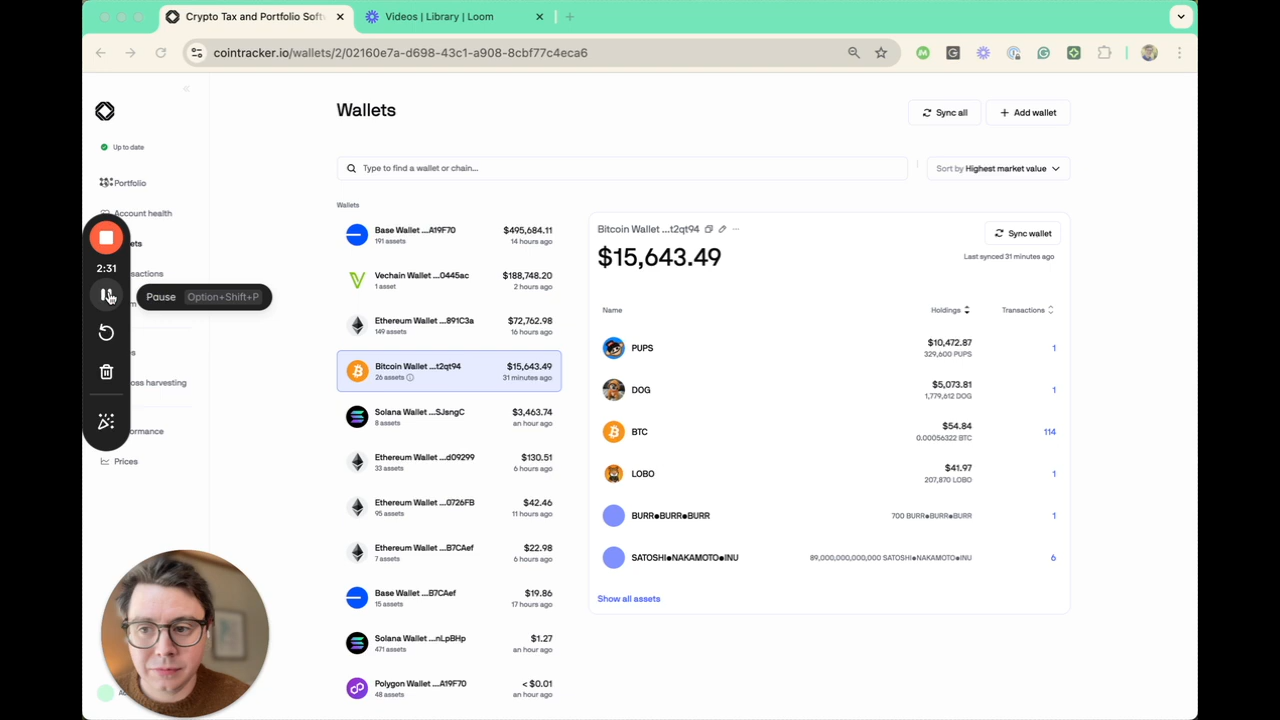 Crypto Tax and Portfolio Soft
Videos | Library | Loom
cointracker.io/wallets/2/02160e7a-d698-43c1-a908-8cbf77c4eca6
Wallets
Sync all
Add wallet
Up to date
Type to find a wallet or chain...
Sort by Highest market value
Portfolio
Account health
ets
sactions
2:31
Pause Option+Shift+P
es
oss harvesting
ormance
Prices
Wallets
Base Wallet ...A19F70 $495,684.11
191 assets 14 hours ago
Vechain Wallet ...0445ac $188,748.20
1 asset 2 hours ago
Ethereum Wallet ...891C3a $72,762.98
149 assets 16 hours ago
Bitcoin Wallet ...t2qt94 $15,643.49
26 assets 31 minutes ago
Solana Wallet ...SJsngC $3,463.74
8 assets an hour ago
Ethereum Wallet ...d09299 $130.51
33 assets 6 hours ago
Ethereum Wallet ...0726FB $42.46
95 assets 11 hours ago
Ethereum Wallet ...B7CAef $22.98
7 assets 6 hours ago
Base Wallet ...B7CAef $19.86
15 assets 17 hours ago
Solana Wallet ...nLpBHp $1.27
471 assets an hour ago
Polygon Wallet ...A19F70 < $0.01
48 assets an hour ago
Bitcoin Wallet ...t2qt94
$15,643.49
Sync wallet
Last synced 31 minutes ago
Name Holdings Transactions
PUPS $10,472.87 1
329,600 PUPS
DOG $5,073.81 1
1,779,612 DOG
BTC $54.84 114
0.00056322 BTC
LOBO $41.97 1
207,870 LOBO
BURR●BURR●BURR 700 BURR●BURR●BURR 1
SATOSHI●NAKAMOTO●INU 89,000,000,000,000 SATOSHI●NAKAMOTO●INU 6
Show all assets